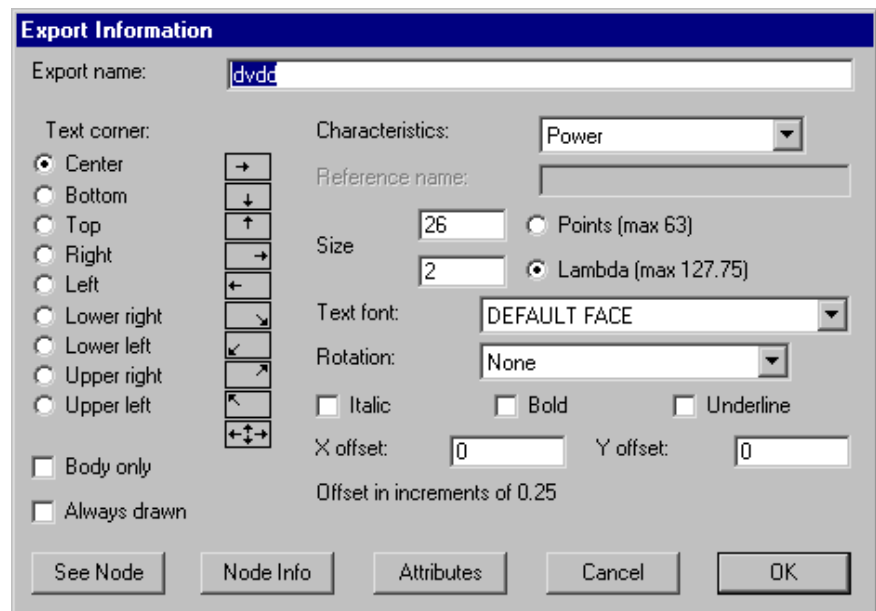 Export Information
Export name: dvdd
Text corner:
Center
Bottom
Top
Right
Left
Lower right
Lower left
Upper right
Upper left
Body only
Always drawn
Characteristics: Power
Reference name:
Size
26 Points (max 63)
2 Lambda (max 127.75)
Text font: DEFAULT FACE
Rotation: None
Italic Bold Underline
X offset: 0 Y offset: 0
Offset in increments of 0.25
See Node Node Info Attributes Cancel OK